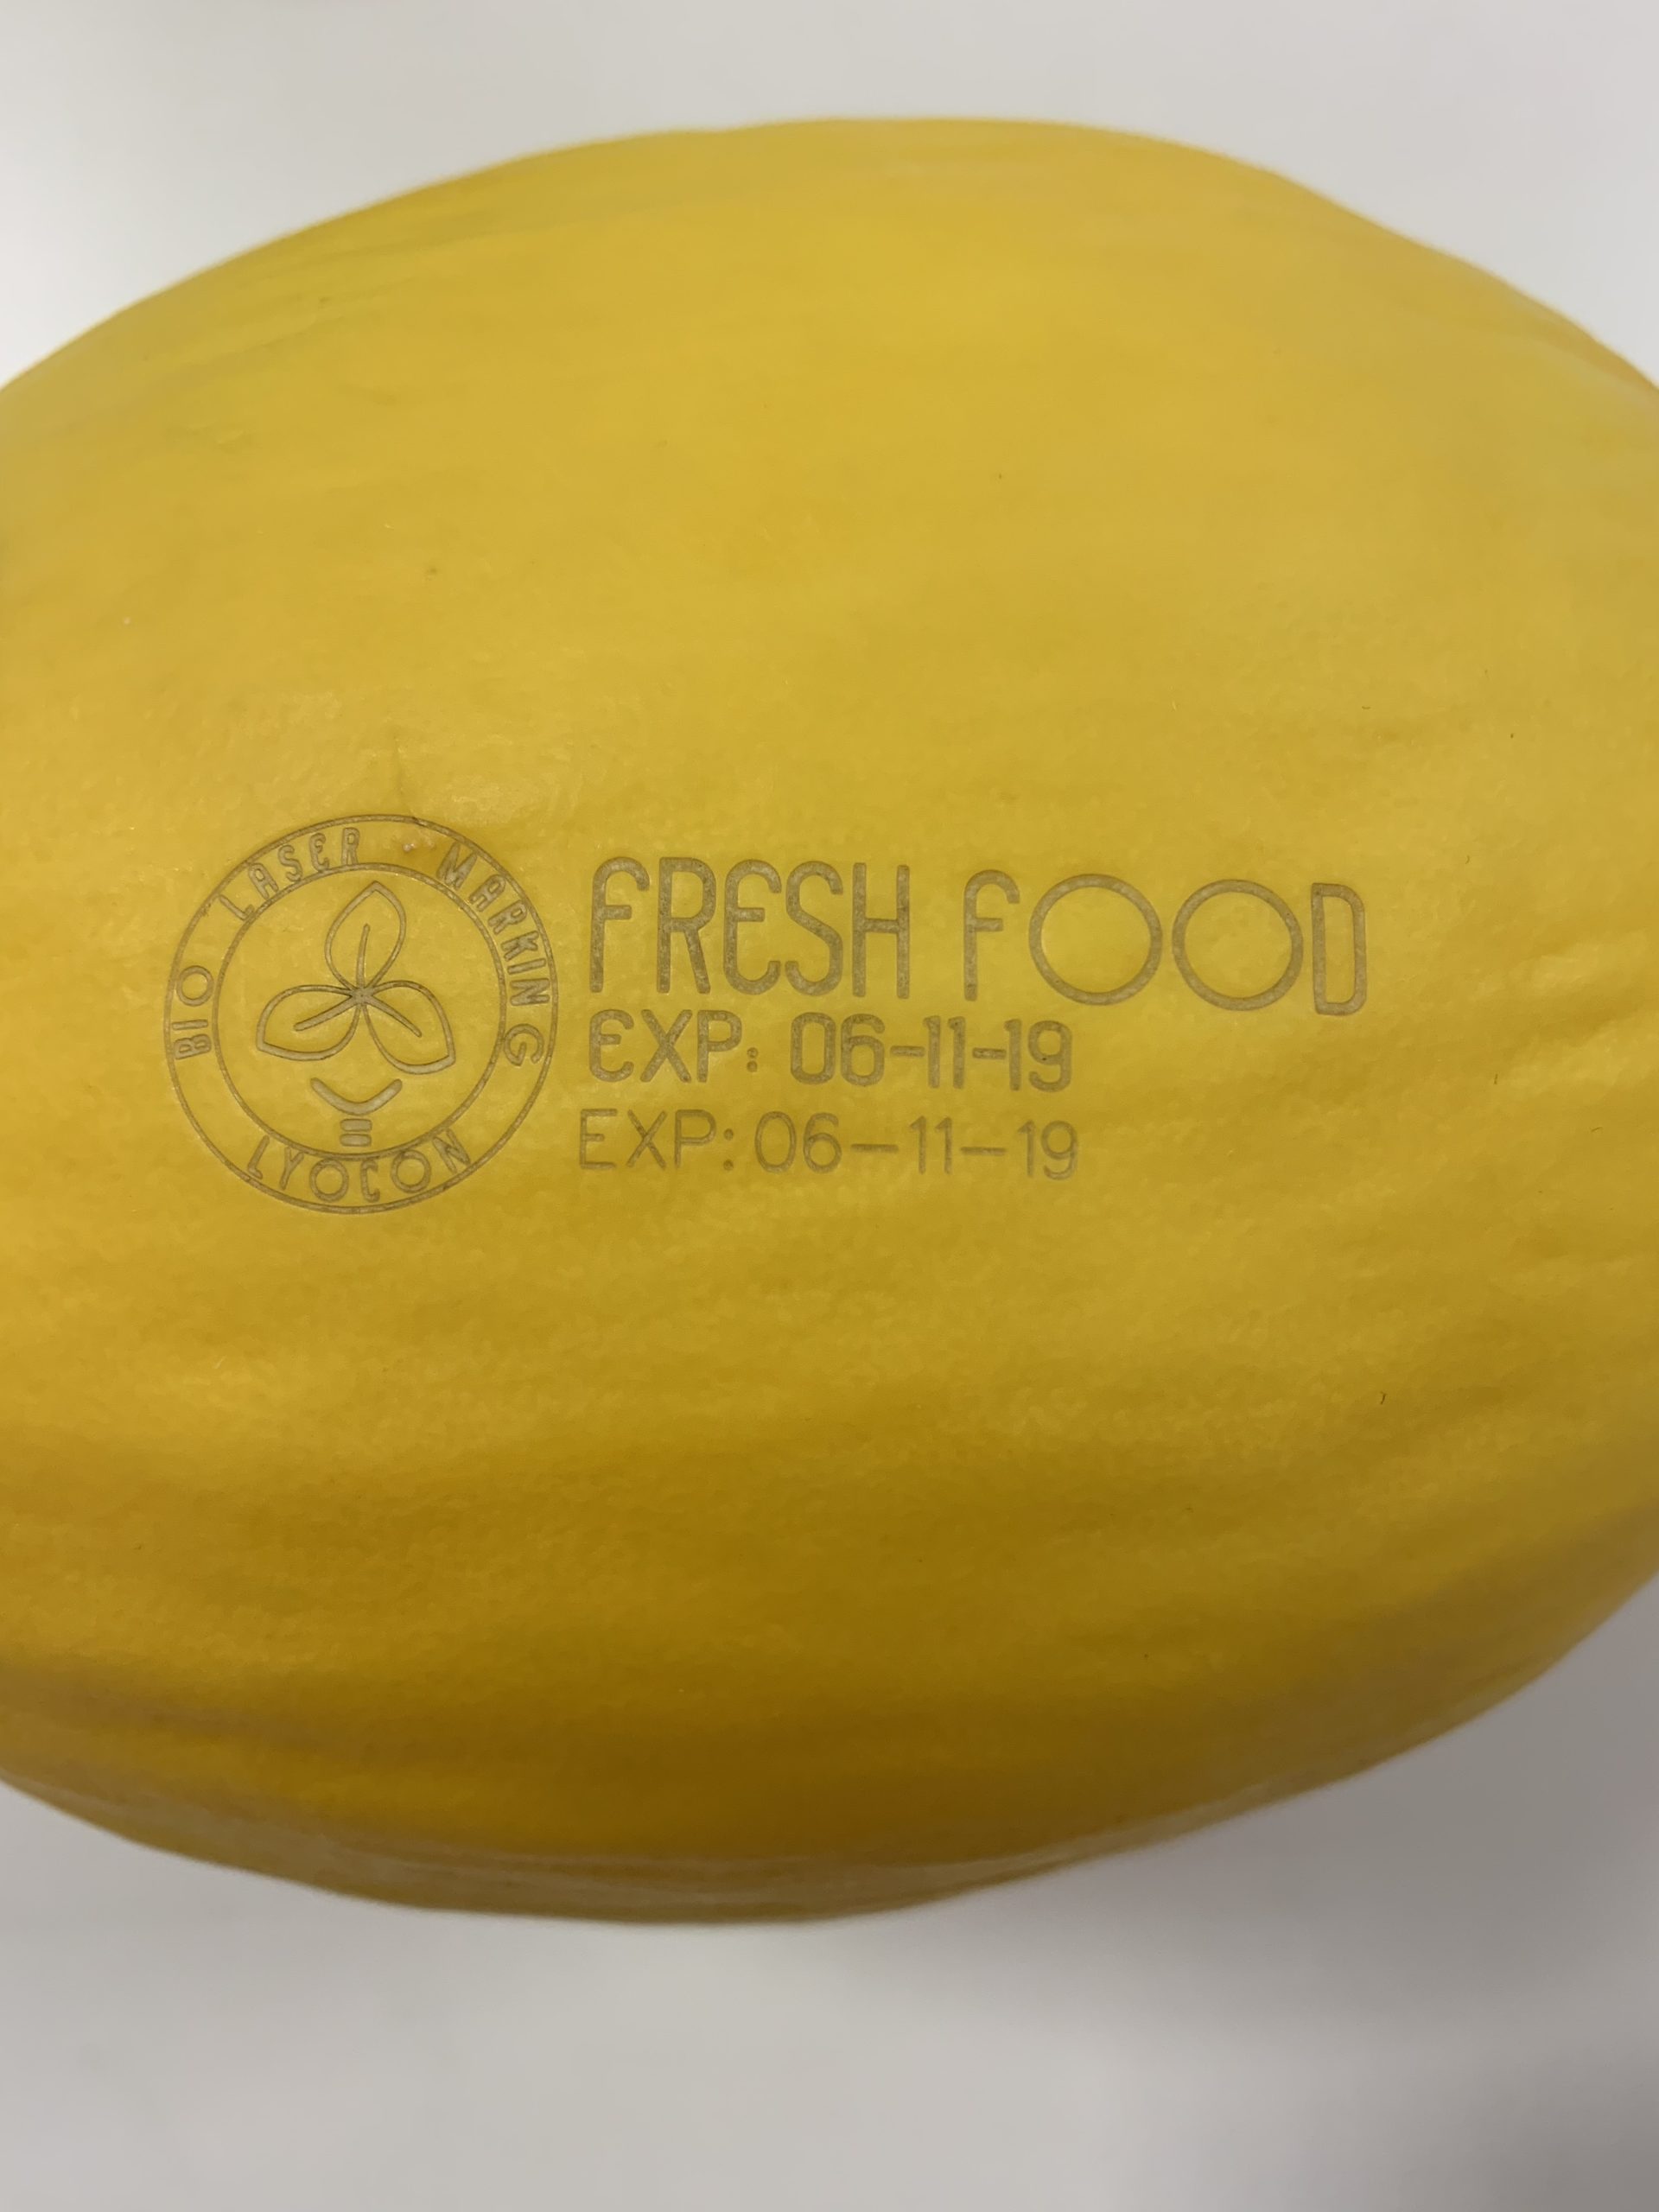 BIO LASER MARKING
LYOCON
FRESH FOOD
EXP: 06-11-19
EXP: 06-11-19